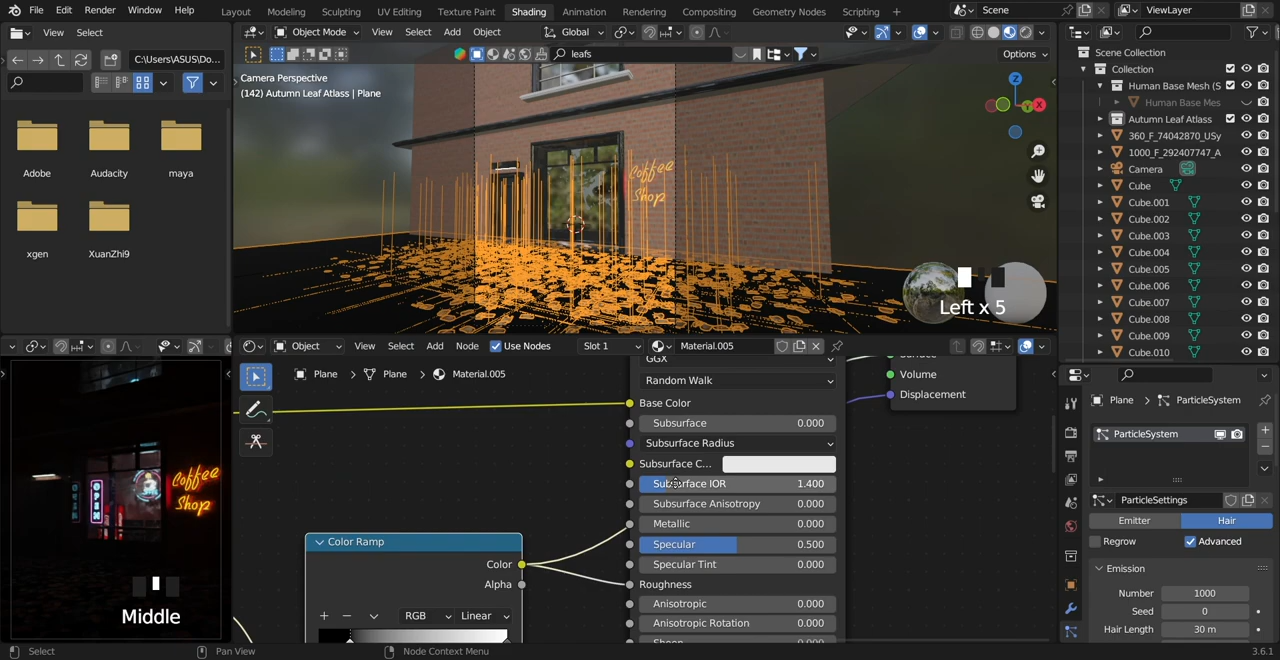 File Edit Render Window Help
Layout Modeling Sculpting UV Editing Texture Paint Shading Animation Rendering Compositing Geometry Nodes Scripting +
Scene
ViewLayer
View Select
C:\Users\ASUS\Do...
Adobe
Audacity
maya
xgen
XuanZhi9
Object Mode View Select Add Object
Global
leafs
Options
Camera Perspective
(142) Autumn Leaf Atlass | Plane
Coffee
Shop
Z
Y
X
Left x 5
Scene Collection
Collection
Human Base Mesh (S
Human Base Mes
Autumn Leaf Atlass
360_F_74042870_USy
1000_F_292407747_A
Camera
Cube
Cube.001
Cube.002
Cube.003
Cube.004
Cube.005
Cube.006
Cube.007
Cube.008
Cube.009
Cube.010
OPEN
Coffee
Shop
Middle
Object View Select Add Node Use Nodes
Slot 1
Material.005
Plane > Plane > Material.005
GGX
Random Walk
Base Color
Subsurface 0.000
Subsurface Radius
Subsurface C...
Subsurface IOR 1.400
Subsurface Anisotropy 0.000
Metallic 0.000
Specular 0.500
Specular Tint 0.000
Roughness
Anisotropic 0.000
Anisotropic Rotation 0.000
Sheen 0.000
Surface
Volume
Displacement
Color Ramp
Color
Alpha
+ − RGB Linear
Plane > ParticleSystem
ParticleSystem
ParticleSettings
Emitter Hair
Regrow Advanced
Emission
Number 1000
Seed 0
Hair Length 30 m
Select
Pan View
Node Context Menu
3.6.1